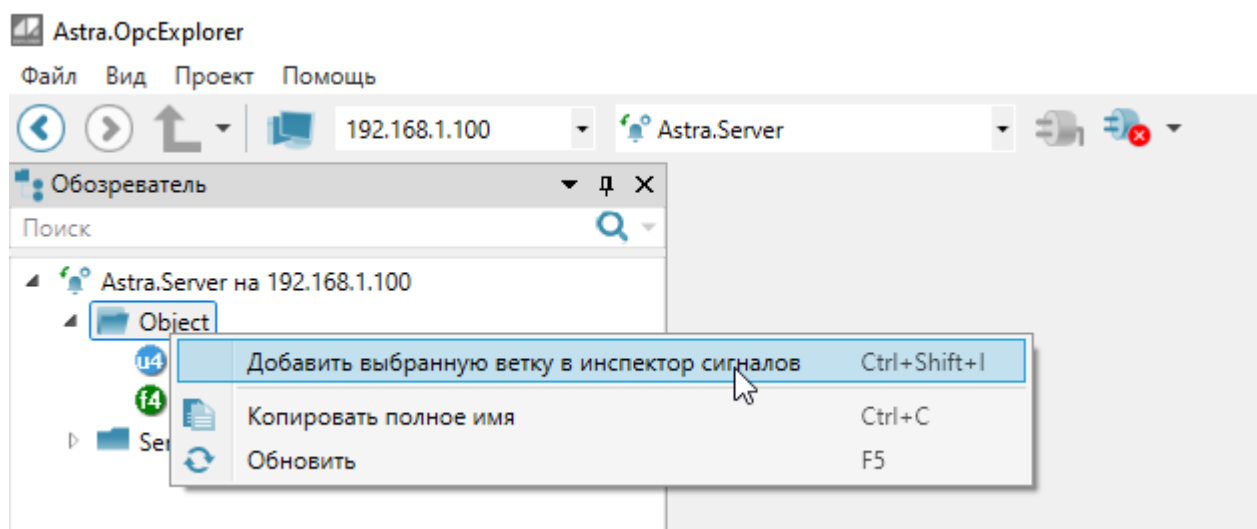 Astra.OpcExplorer
Файл Вид Проект Помощь
192.168.1.100 Astra.Server
Обозреватель
Поиск
Astra.Server на 192.168.1.100
Object
u4 Добавить выбранную ветку в инспектор сигналов Ctrl+Shift+I
f4 Копировать полное имя Ctrl+C
Ser
Обновить F5